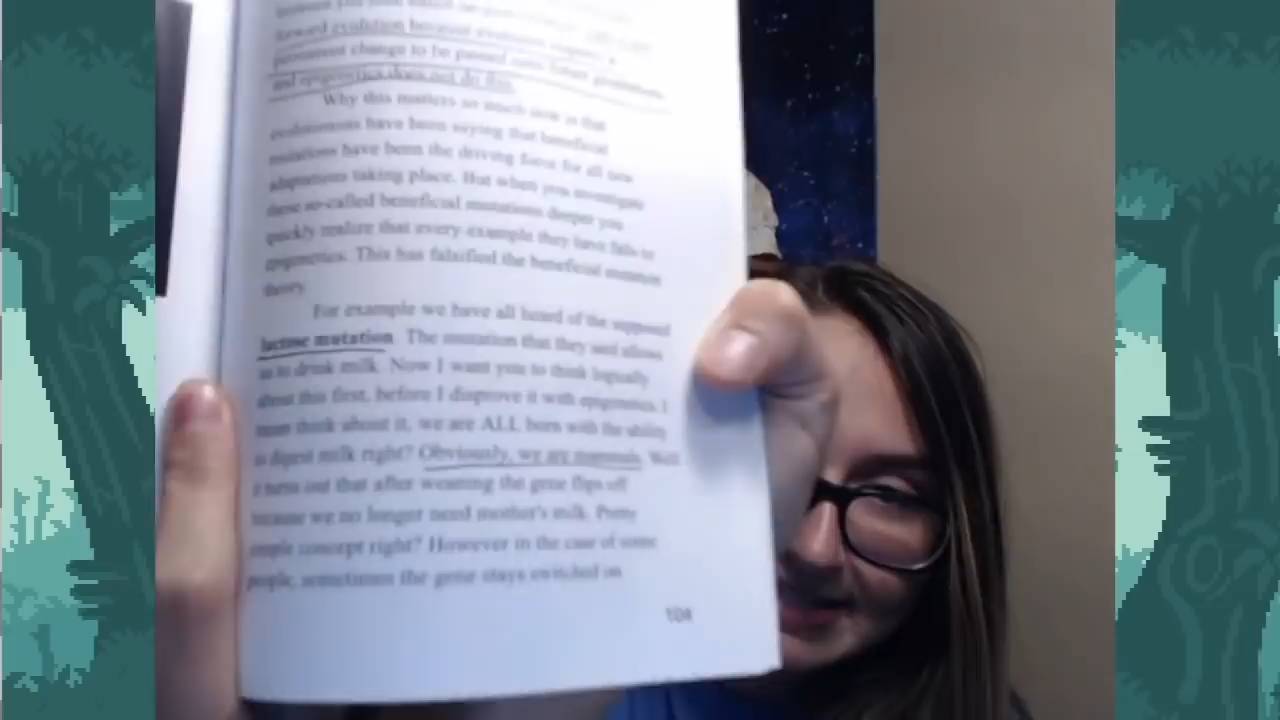 forward evolution because evolution requires a
permanent change to be passed onto future generations,
and epigenetics does not do this.
Why this matters so much now is that
evolutionists have been saying that beneficial
mutations have been the driving force for all new
adaptations taking place. But when you investigate
these so-called beneficial mutations deeper you
quickly realize that every example they have falls to
epigenetics. This has falsified the beneficial mutation
theory.
For example we have all heard of the supposed
lactose mutation. The mutation that they said allows
us to drink milk. Now I want you to think logically
about this first, before I disprove it with epigenetics. I
mean think about it, we are ALL born with the ability
to digest milk right? Obviously, we are mammals. Well
it turns out that after weaning the gene flips off
because we no longer need mother's milk. Pretty
simple concept right? However in the case of some
people, sometimes the gene stays switched on
104